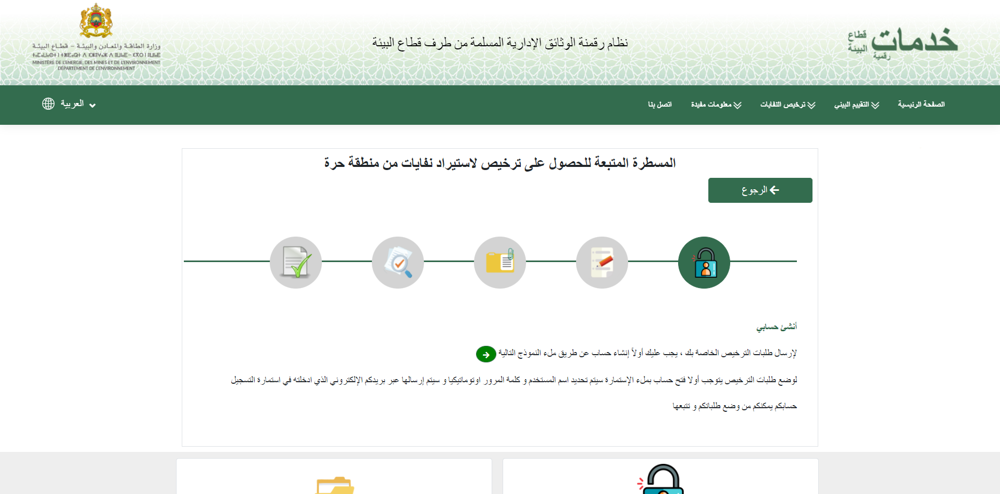 وزارة الطاقة والمعادن والبيئة – قطاع البيئة
MINISTÈRE DE L'ENERGIE, DES MINES ET DE L'ENVIRONNEMENT
DÉPARTEMENT DE L'ENVIRONNEMENT
نظام رقمنة الوثائق الإدارية المسلمة من طرف قطاع البيئة
خدمات
قطاع
البيئة
رقمية
الصفحة الرئيسية
التقييم البيئي
ترخيص النفايات
معلومات مفيدة
اتصل بنا
العربية
المسطرة المتبعة للحصول على ترخيص لاستيراد نفايات من منطقة حرة
الرجوع
أنشئ حسابي
لإرسال طلبات الترخيص الخاصة بك ، يجب عليك أولاً إنشاء حساب عن طريق ملء النموذج التالية
لوضع طلبات الترخيص يتوجب أولا فتح حساب بملء الإستمارة سيتم تحديد اسم المستخدم و كلمة المرور اوتوماتيكيا و سيتم إرسالها عبر بريدكم الإلكتروني الذي ادخلته في استمارة التسجيل
حسابكم يمكنكم من وضع طلباتكم و تتبعها